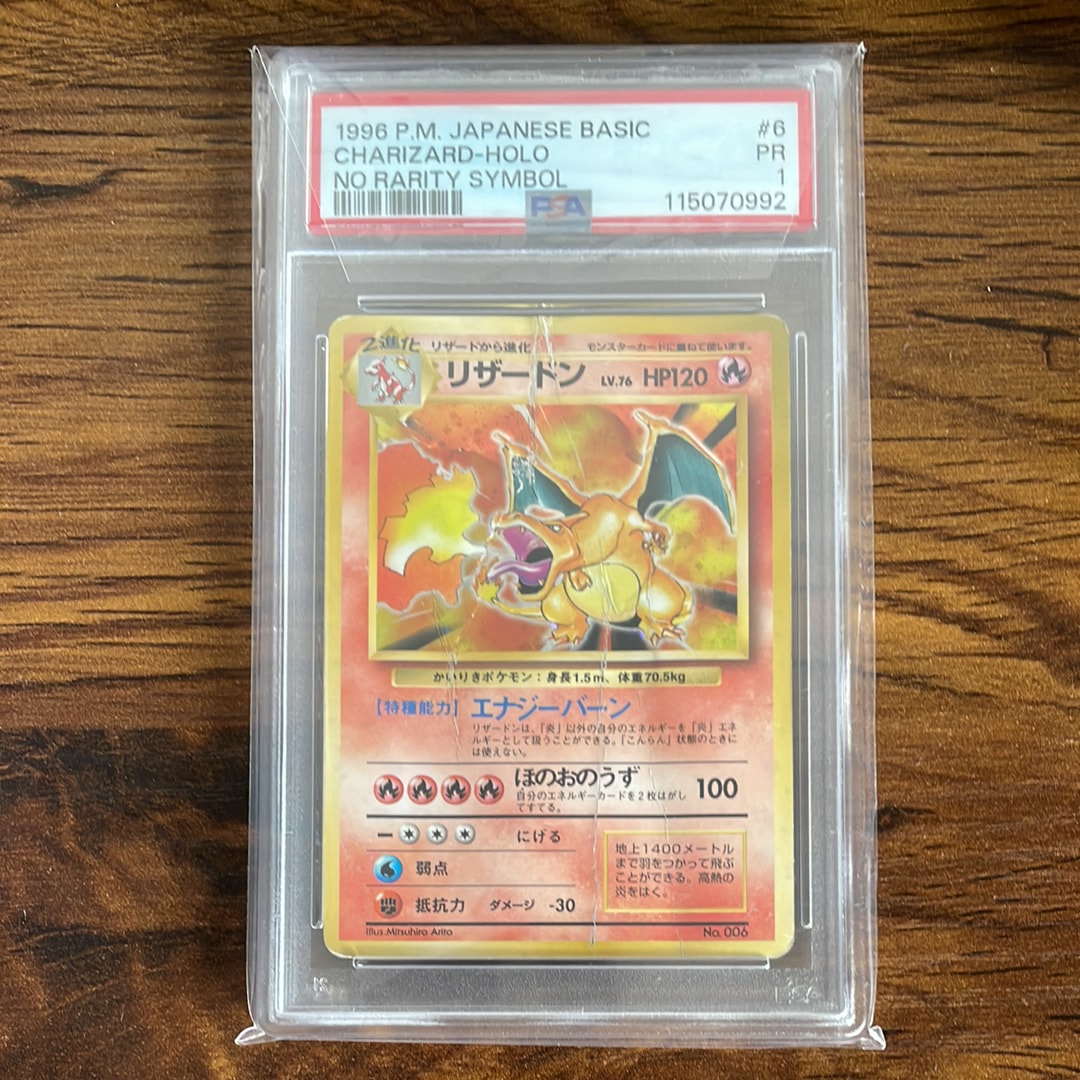 1996 P.M. JAPANESE BASIC #6
CHARIZARD-HOLO PR
NO RARITY SYMBOL 1
PSA 115070992
2進化 リザードから進化 モンスターカードに重ねて使います。
リザードン LV.76 HP120
かいりきポケモン：身長1.5m、体重70.5kg
【特種能力】 エナジーバーン
リザードンは、「炎」以外の自分のエネルギーを「炎」エネ
ルギーとして扱うことができる。「こんらん」状態のときに
は使えない。
ほのおのうず 100
自分のエネルギーカードを2枚はがし
てすてる。
にげる
弱点
抵抗力 ダメージ -30
地上1400メートル
まで羽をつかって飛ぶ
ことができる。高熱の
炎をはく。
Illus.Mitsuhiro Arita No. 006